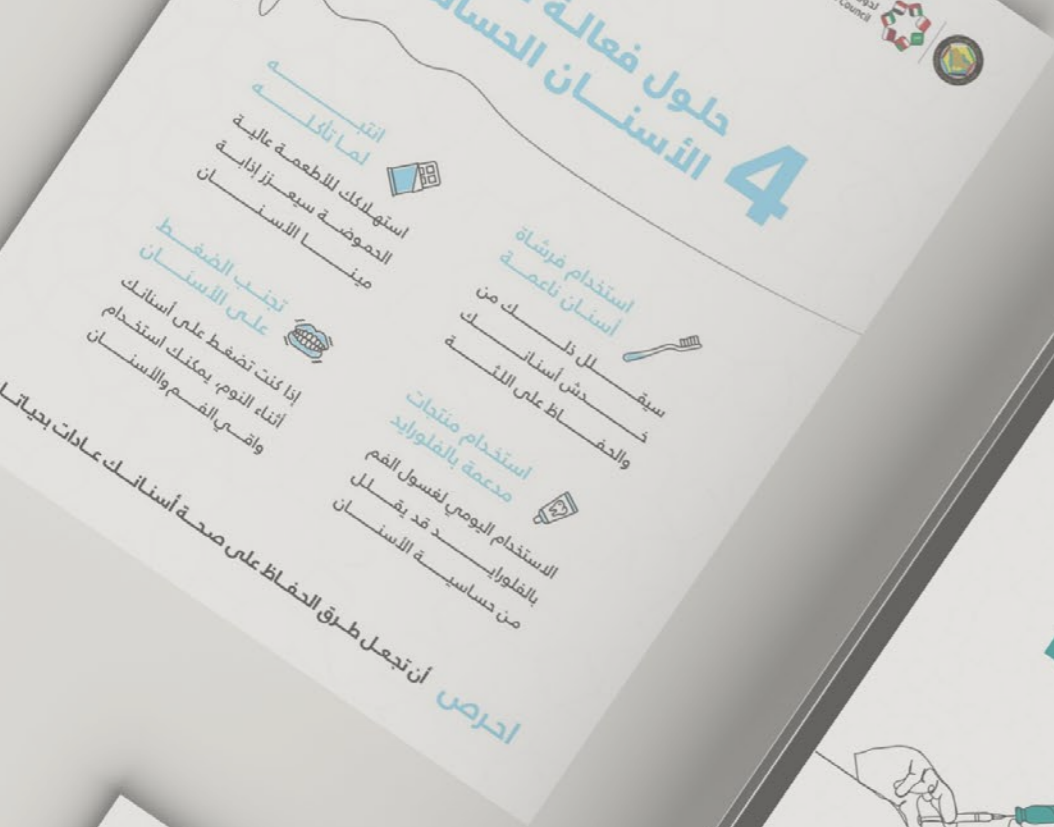 Council
4
حلول فعالة
الأسنان
استخدام فرشاة
أسنان ناعمة
سيقلل ذلك من
خدش أسنانك
والحفاظ على اللثة
انتبه
لما تأكله
استهلاكك للأطعمة عالية
الحموضة سيعزز إذابة
مينا الأسنان
استخدام منتجات
مدعمة بالفلورايد
الاستخدام اليومي لغسول الفم
بالفلورايد قد يقلل
من حساسية الأسنان
تجنب الضغط
على الأسنان
إذا كنت تضغط على أسنانك
أثناء النوم، يمكنك استخدام
واقي الفم والأسنان
احرص أن تجعل طرق الحفاظ على صحة أسنانك عادات